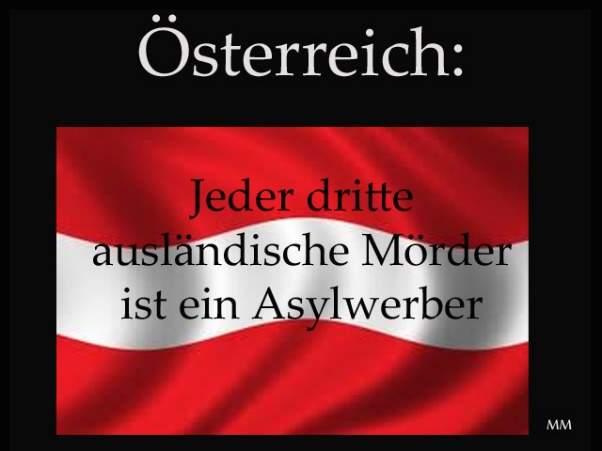 Österreich:
Jeder dritte
ausländische Mörder
ist ein Asylwerber
MM